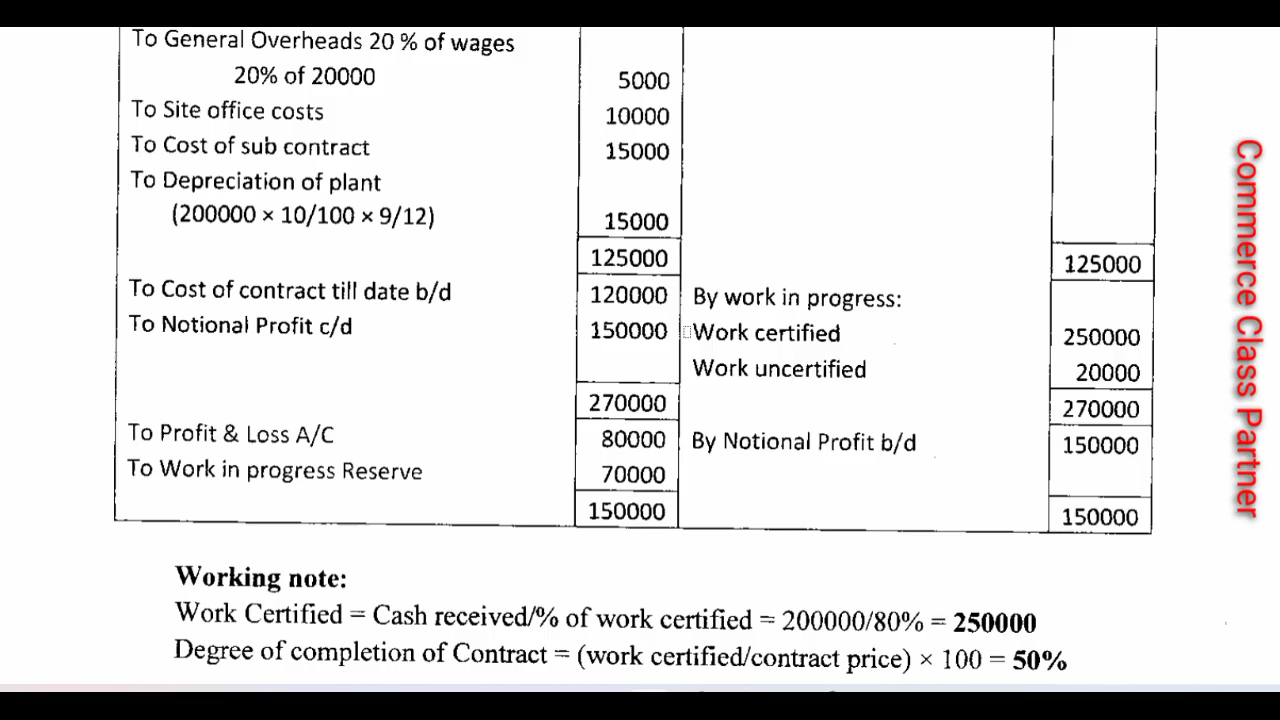 To General Overheads 20 % of wages
20% of 20000 5000
To Site office costs 10000
To Cost of sub contract 15000
To Depreciation of plant
(200000 × 10/100 × 9/12) 15000
125000 125000
To Cost of contract till date b/d 120000 By work in progress:
To Notional Profit c/d 150000 Work certified 250000
Work uncertified 20000
270000 270000
To Profit & Loss A/C 80000 By Notional Profit b/d 150000
To Work in progress Reserve 70000
150000 150000
Working note:
Work Certified = Cash received/% of work certified = 200000/80% = 250000
Degree of completion of Contract = (work certified/contract price) × 100 = 50%
Commerce Class Partner